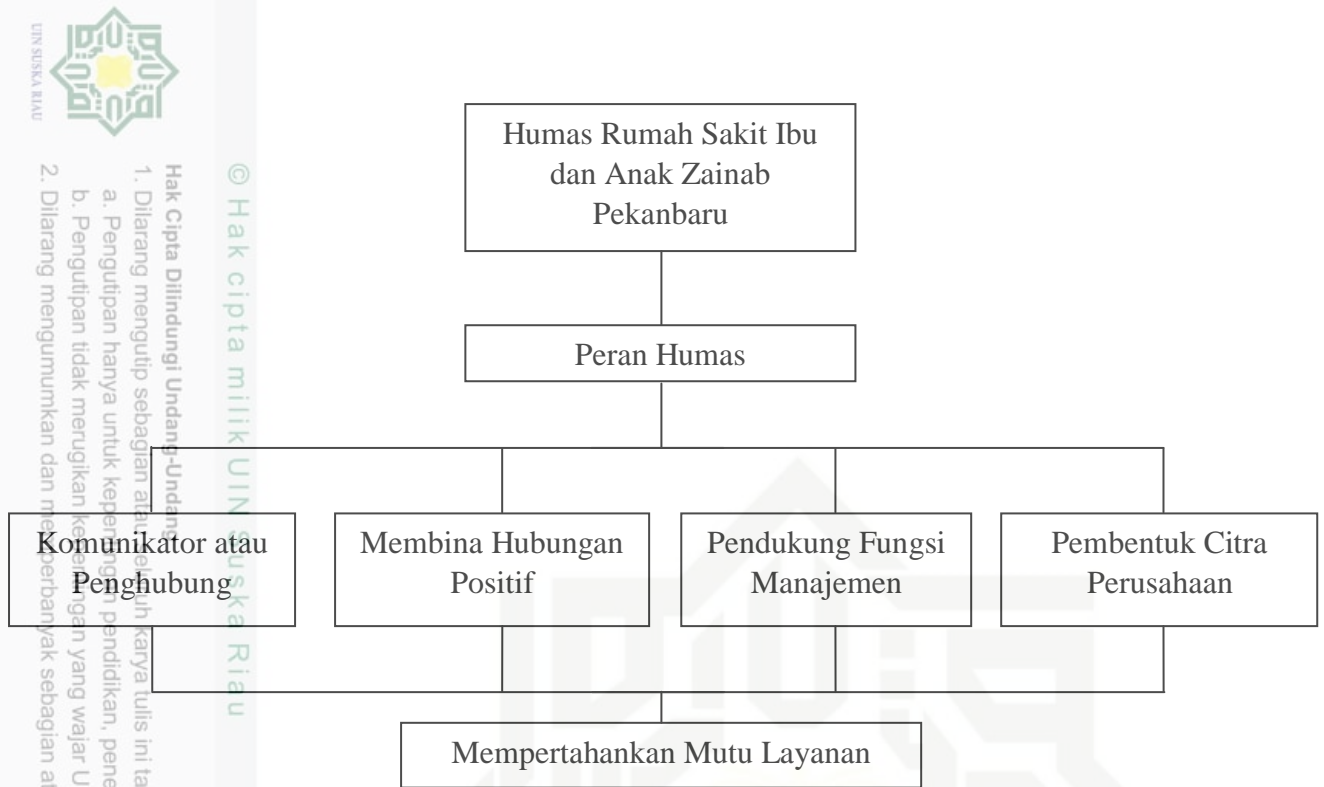 UIN SUSKA RIAU
© Hak cipta milik UIN Suska Riau
Hak Cipta Dilindungi Undang-Undang
1. Dilarang mengutip sebagian atau seluruh karya tulis ini ta
a. Pengutipan hanya untuk kepentingan pendidikan, pene
b. Pengutipan tidak merugikan kepentingan yang wajar U
2. Dilarang mengumumkan dan memperbanyak sebagian at
Humas Rumah Sakit Ibu
dan Anak Zainab
Pekanbaru
Peran Humas
Komunikator atau
Penghubung
Membina Hubungan
Positif
Pendukung Fungsi
Manajemen
Pembentuk Citra
Perusahaan
Mempertahankan Mutu Layanan